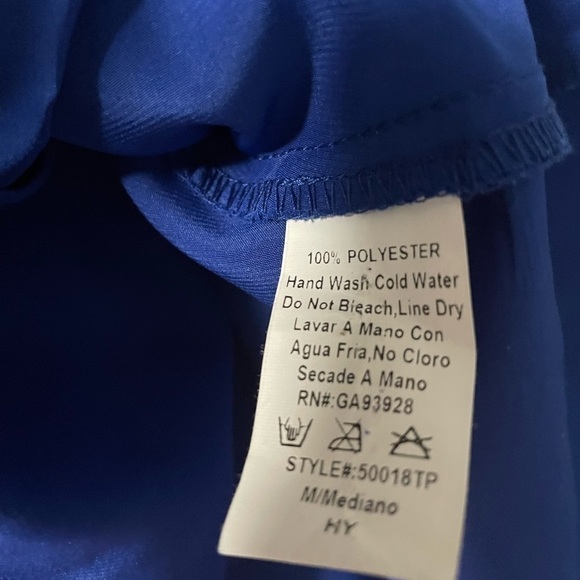 100% POLYESTER
Hand Wash Cold Water
Do Not Bleach,Line Dry
Lavar A Mano Con
Agua Fria,No Cloro
Secade A Mano
RN#:GA93928
STYLE#:50018TP
M/Mediano
HY